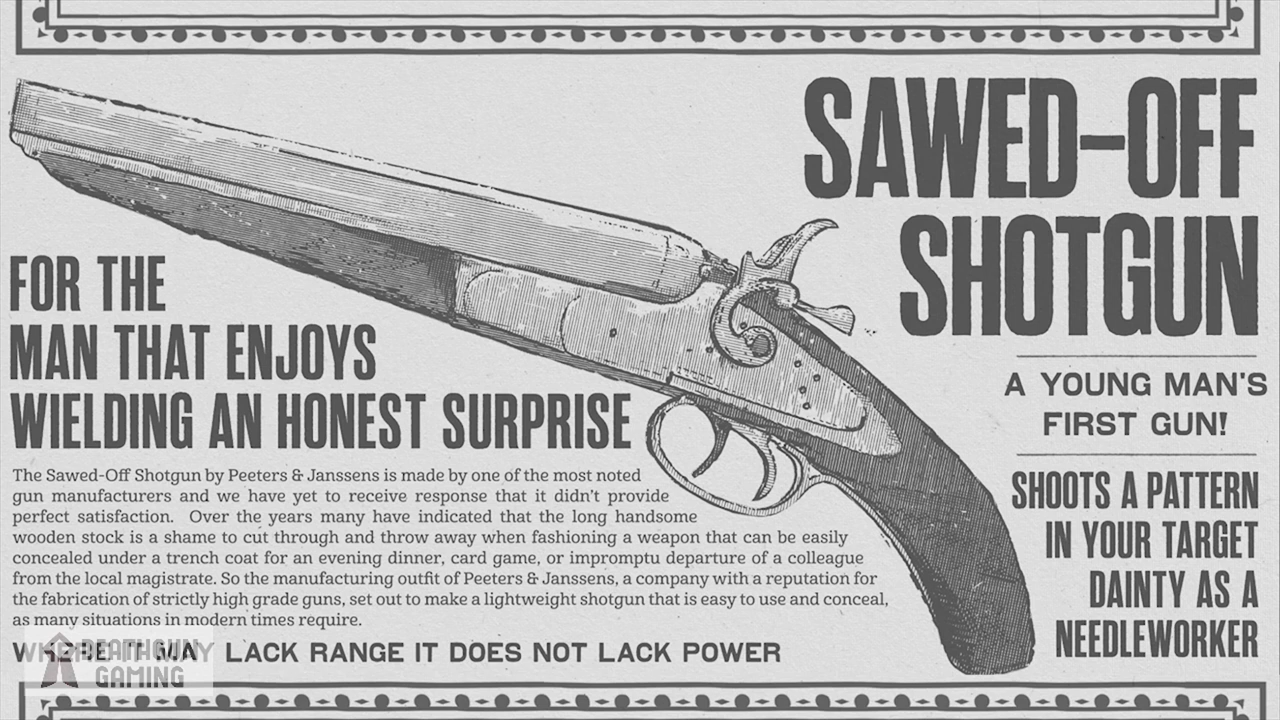 SAWED-OFF
SHOTGUN
A YOUNG MAN'S
FIRST GUN!
SHOOTS A PATTERN
IN YOUR TARGET
DAINTY AS A
NEEDLEWORKER
FOR THE
MAN THAT ENJOYS
WIELDING AN HONEST SURPRISE
The Sawed-Off Shotgun by Peeters & Janssens is made by one of the most noted
gun manufacturers and we have yet to receive response that it didn't provide
perfect satisfaction. Over the years many have indicated that the long handsome
wooden stock is a shame to cut through and throw away when fashioning a weapon that can be easily
concealed under a trench coat for an evening dinner, card game, or impromptu departure of a colleague
from the local magistrate. So the manufacturing outfit of Peeters & Janssens, a company with a reputation for
the fabrication of strictly high grade guns, set out to make a lightweight shotgun that is easy to use and conceal,
as many situations in modern times require.
IT MAY LACK RANGE IT DOES NOT LACK POWER
DEATHGUN
GAMING